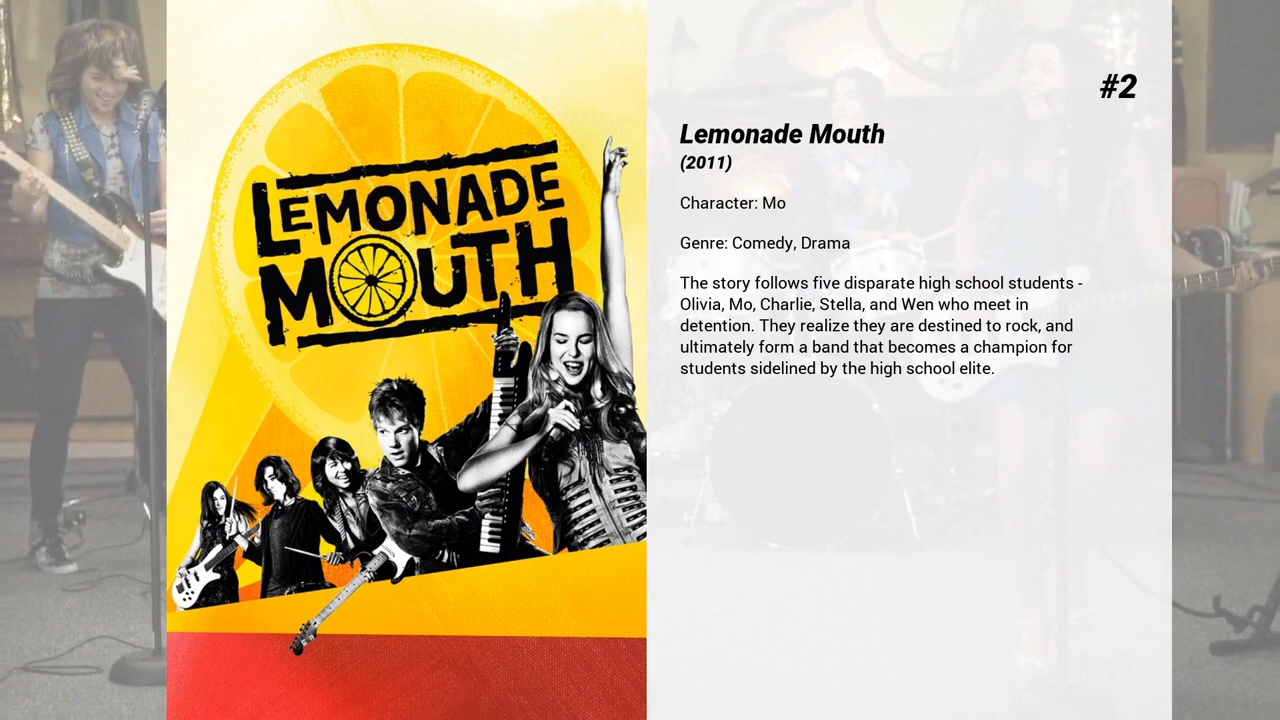 LEMONADE
MOUTH
#2
Lemonade Mouth
(2011)
Character: Mo
Genre: Comedy, Drama
The story follows five disparate high school students -
Olivia, Mo, Charlie, Stella, and Wen who meet in
detention. They realize they are destined to rock, and
ultimately form a band that becomes a champion for
students sidelined by the high school elite.